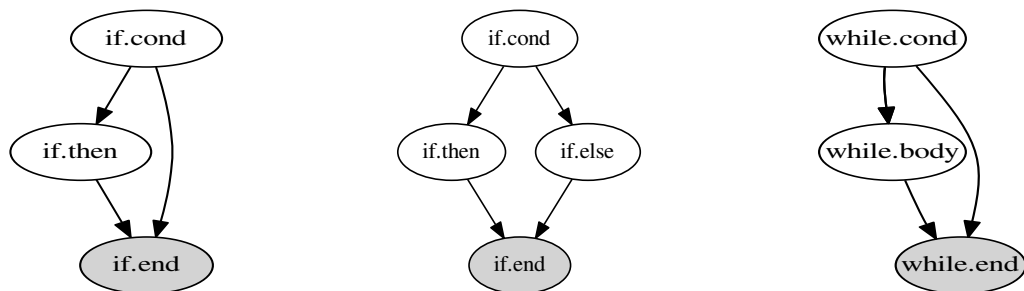 if.cond
if.then
if.end
if.cond
if.then
if.else
if.end
while.cond
while.body
while.end